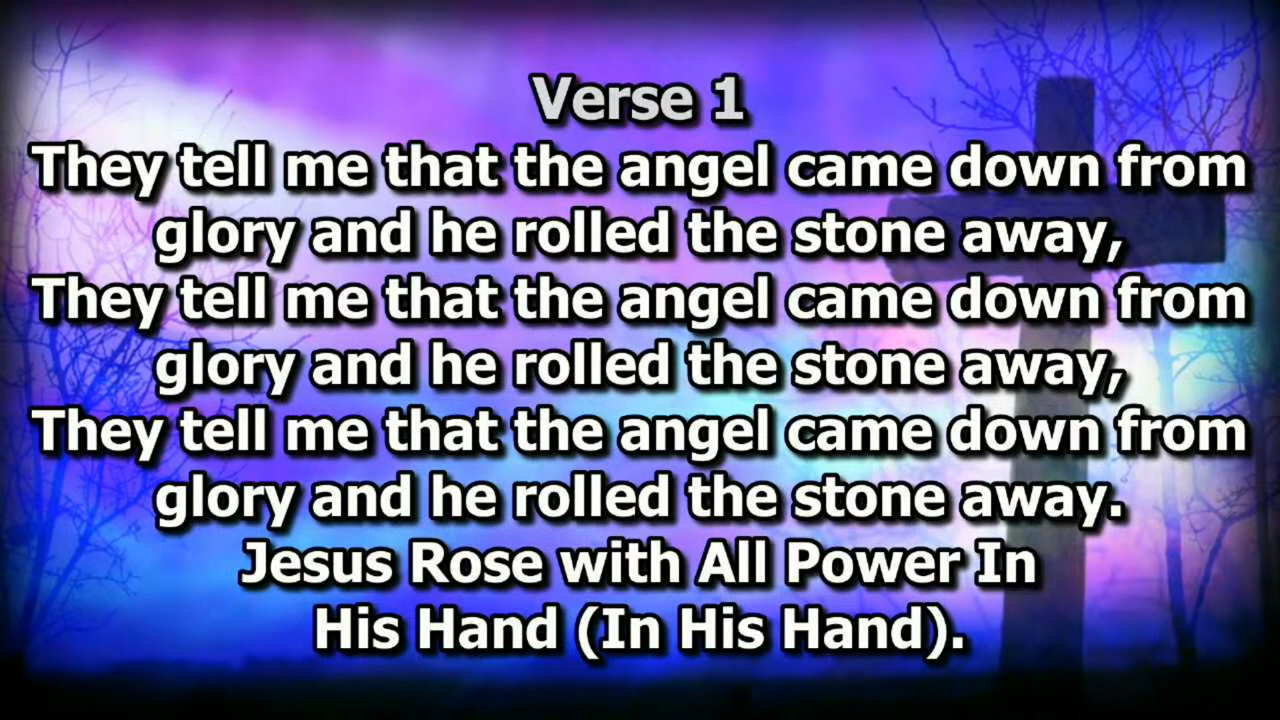 Verse 1
They tell me that the angel came down from
glory and he rolled the stone away,
They tell me that the angel came down from
glory and he rolled the stone away,
They tell me that the angel came down from
glory and he rolled the stone away.
Jesus Rose with All Power In
His Hand (In His Hand).